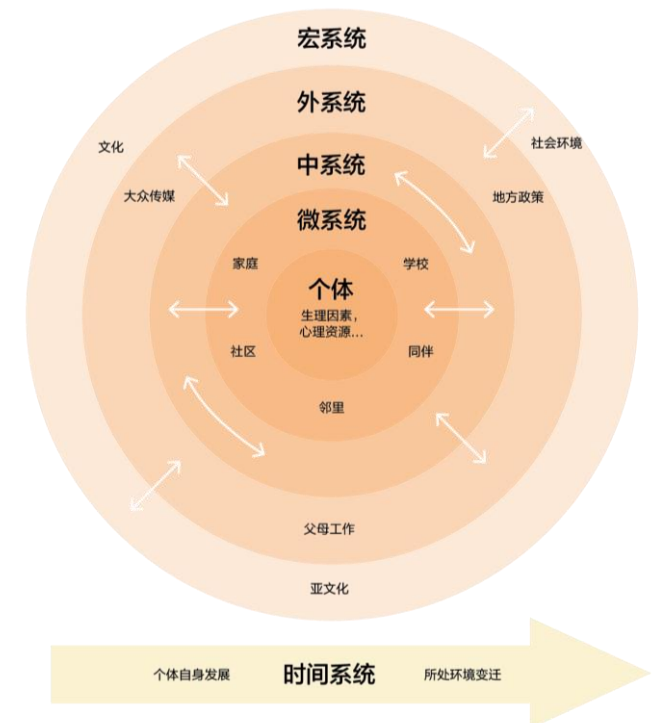 宏系统
外系统
社会环境
文化
中系统
大众传媒
地方政策
微系统
家庭
学校
个体
生理因素，
心理资源...
社区
同伴
邻里
父母工作
亚文化
个体自身发展
时间系统
所处环境变迁